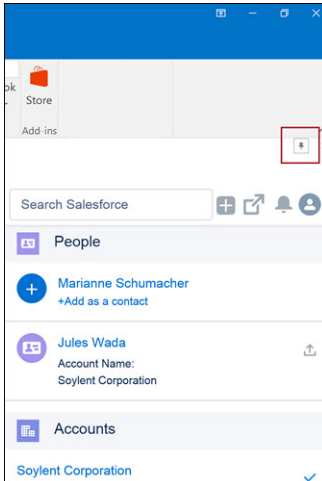 ok
Store
Add-ins
Search Salesforce
People
Marianne Schumacher
+Add as a contact
Jules Wada
Account Name:
Soylent Corporation
Accounts
Soylent Corporation